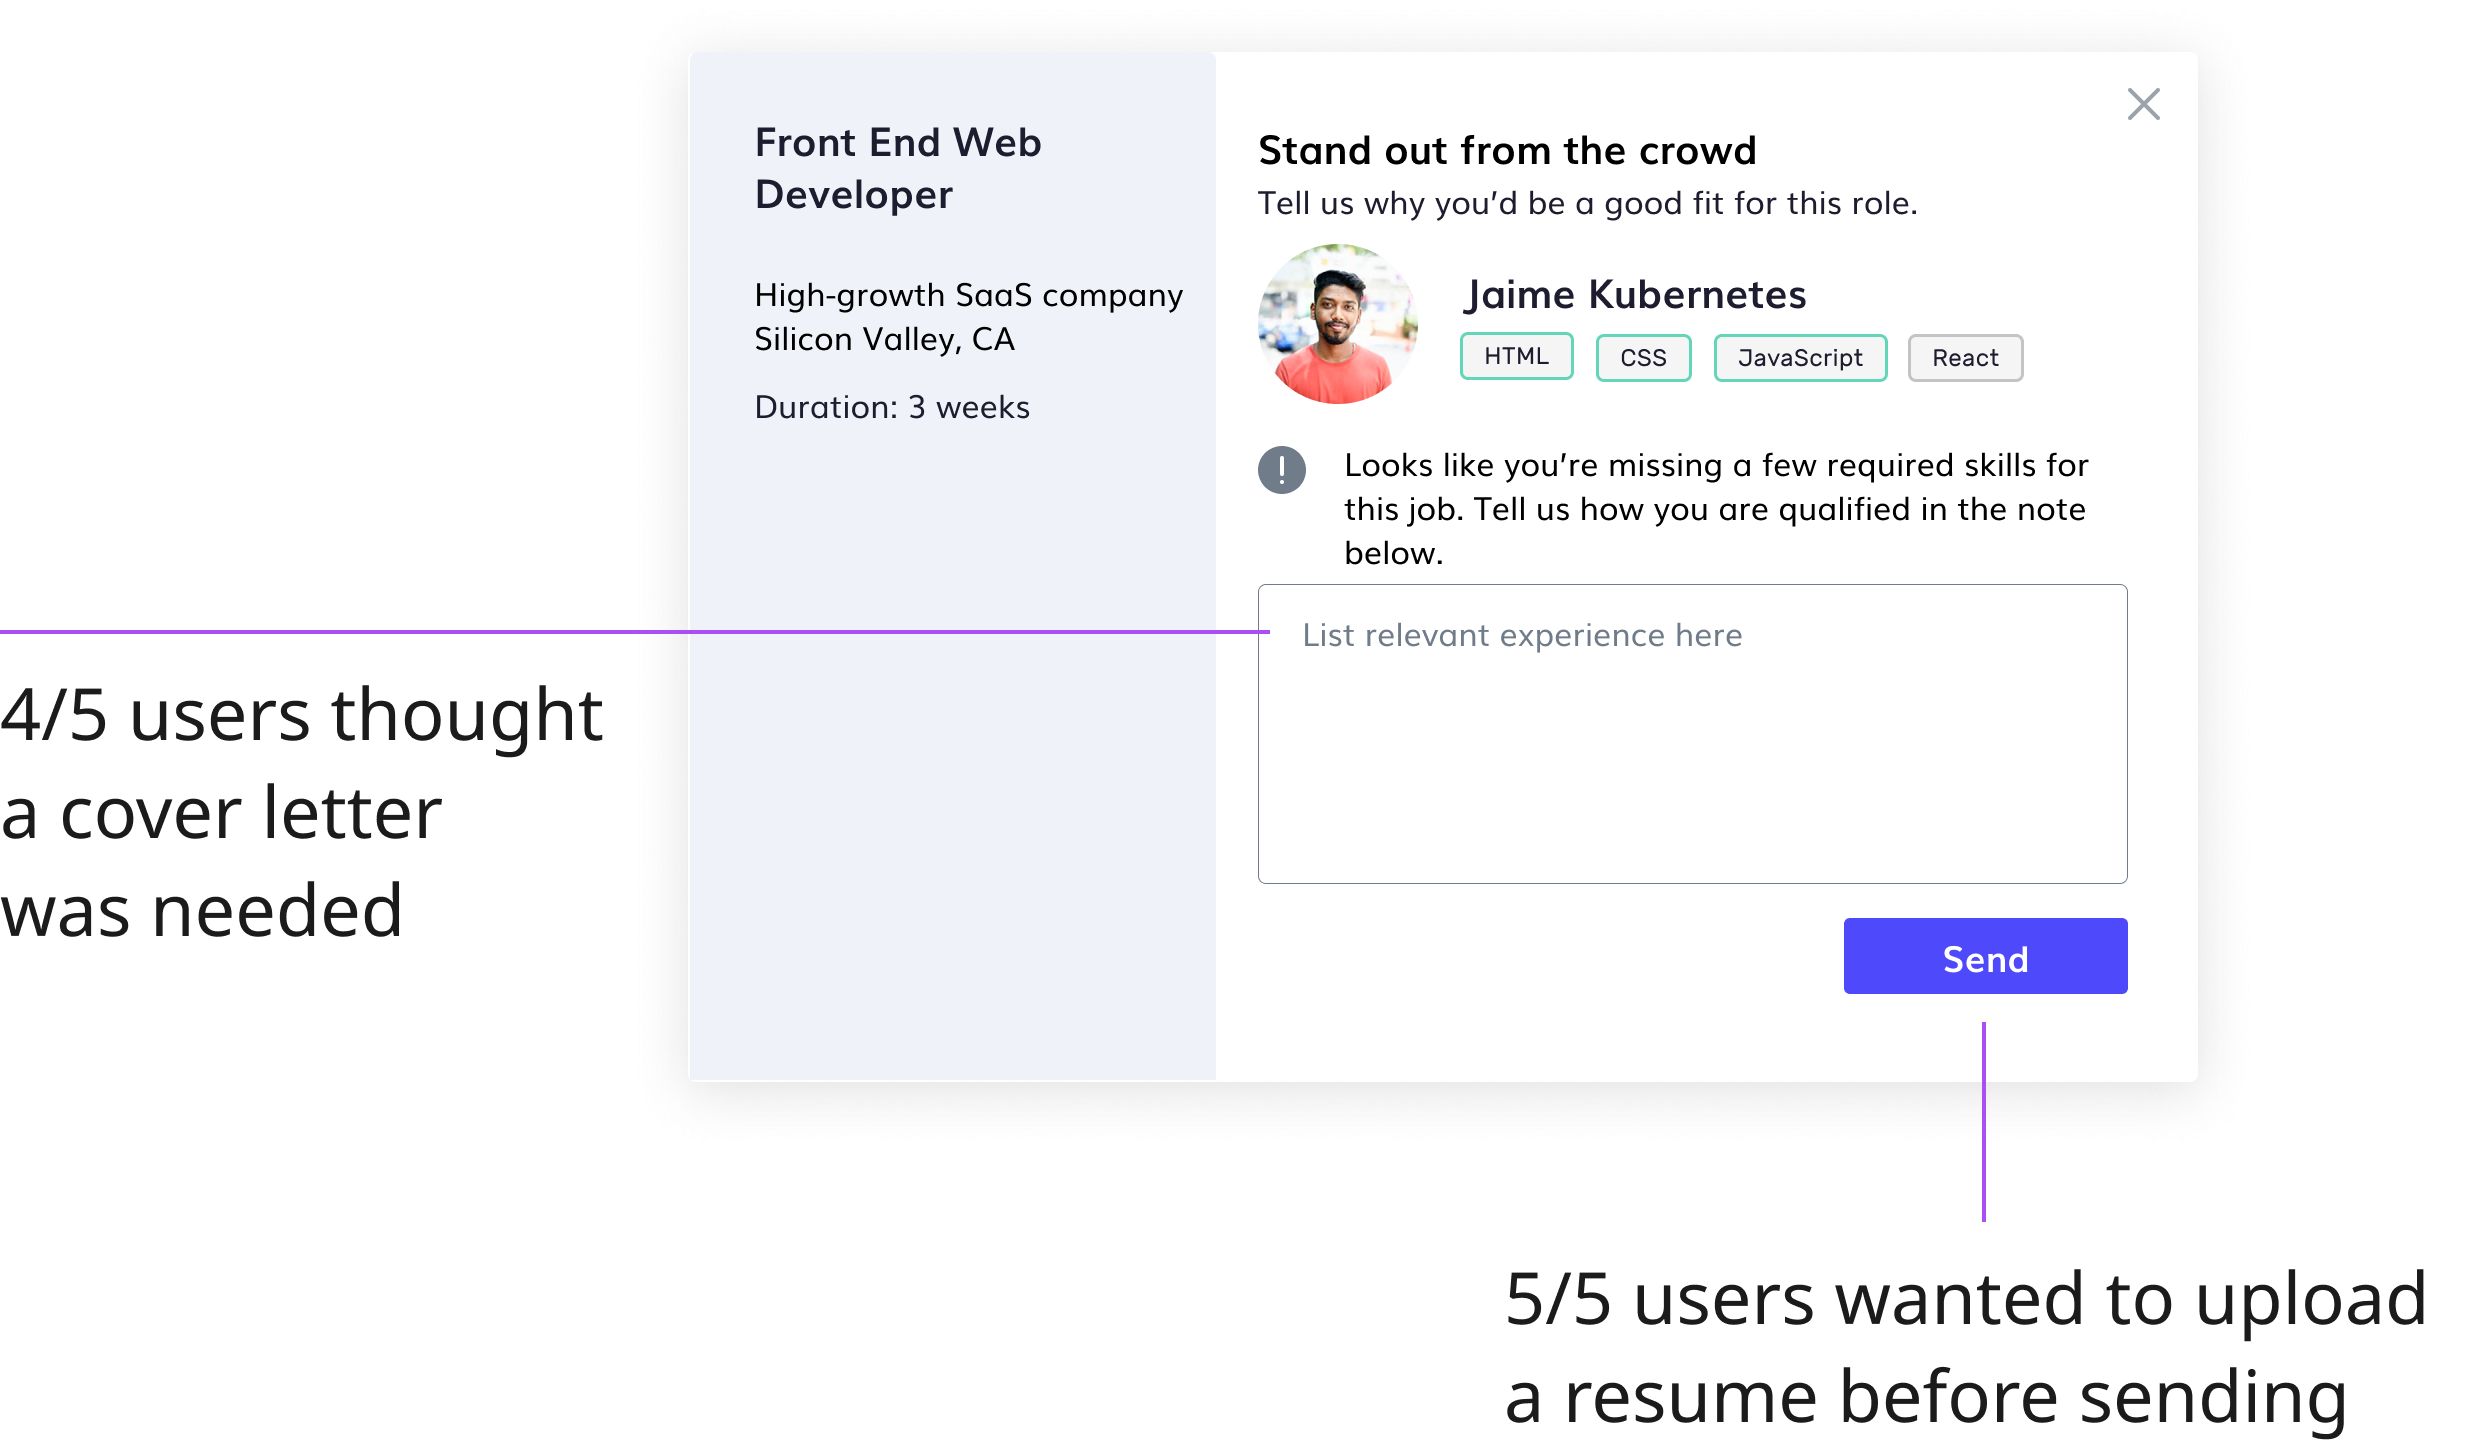 Front End Web
Developer
High-growth SaaS company
Silicon Valley, CA
Duration: 3 weeks
Stand out from the crowd
Tell us why you’d be a good fit for this role.
Jaime Kubernetes
HTML CSS JavaScript React
Looks like you’re missing a few required skills for
this job. Tell us how you are qualified in the note
below.
List relevant experience here
Send
4/5 users thought
a cover letter
was needed
5/5 users wanted to upload
a resume before sending